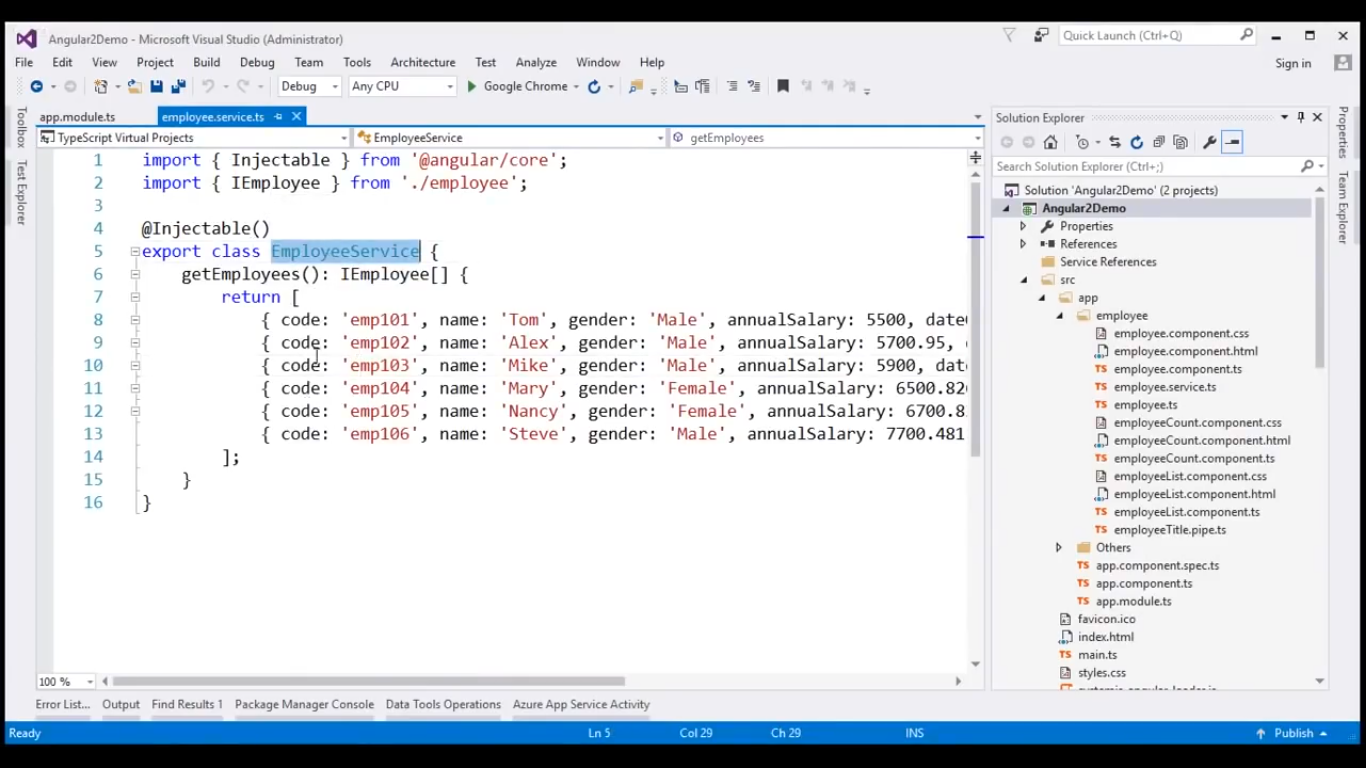 Angular2Demo - Microsoft Visual Studio (Administrator)
Quick Launch (Ctrl+Q)
File Edit View Project Build Debug Team Tools Architecture Test Analyze Window Help
Sign in
Debug Any CPU Google Chrome
Toolbox
Test Explorer
app.module.ts employee.service.ts
TypeScript Virtual Projects EmployeeService getEmployees
1 import { Injectable } from '@angular/core';
2 import { IEmployee } from './employee';
3
4 @Injectable()
5 export class EmployeeService {
6 getEmployees(): IEmployee[] {
7 return [
8 { code: 'emp101', name: 'Tom', gender: 'Male', annualSalary: 5500, date
9 { code: 'emp102', name: 'Alex', gender: 'Male', annualSalary: 5700.95,
10 { code: 'emp103', name: 'Mike', gender: 'Male', annualSalary: 5900, dat
11 { code: 'emp104', name: 'Mary', gender: 'Female', annualSalary: 6500.82
12 { code: 'emp105', name: 'Nancy', gender: 'Female', annualSalary: 6700.8
13 { code: 'emp106', name: 'Steve', gender: 'Male', annualSalary: 7700.481
14 ];
15 }
16 }
100 %
Solution Explorer
Search Solution Explorer (Ctrl+;)
Solution 'Angular2Demo' (2 projects)
Angular2Demo
Properties
References
Service References
src
app
employee
employee.component.css
employee.component.html
employee.component.ts
employee.service.ts
employee.ts
employeeCount.component.css
employeeCount.component.html
employeeCount.component.ts
employeeList.component.css
employeeList.component.html
employeeList.component.ts
employeeTitle.pipe.ts
Others
app.component.spec.ts
app.component.ts
app.module.ts
favicon.ico
index.html
main.ts
styles.css
Properties
Team Explorer
Error List... Output Find Results 1 Package Manager Console Data Tools Operations Azure App Service Activity
Ready Ln 5 Col 29 Ch 29 INS Publish